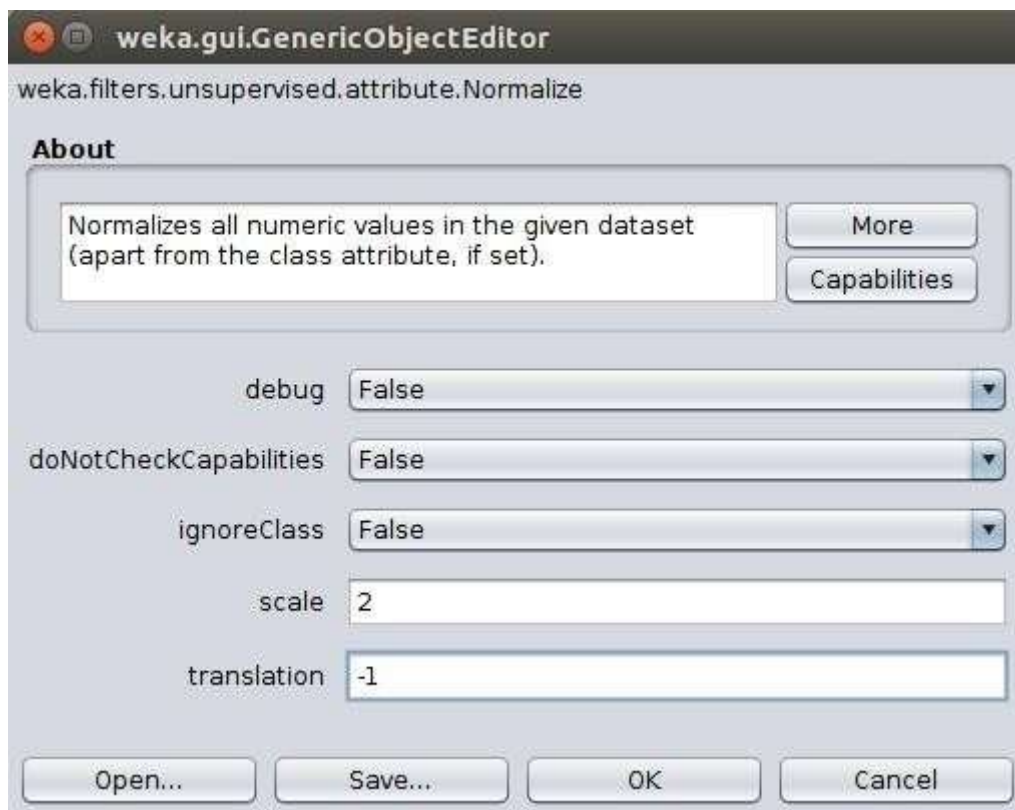 weka.gui.GenericObjectEditor
weka.filters.unsupervised.attribute.Normalize
About
Normalizes all numeric values in the given dataset
(apart from the class attribute, if set).
More
Capabilities
debug False
doNotCheckCapabilities False
ignoreClass False
scale 2
translation -1
Open... Save... OK Cancel